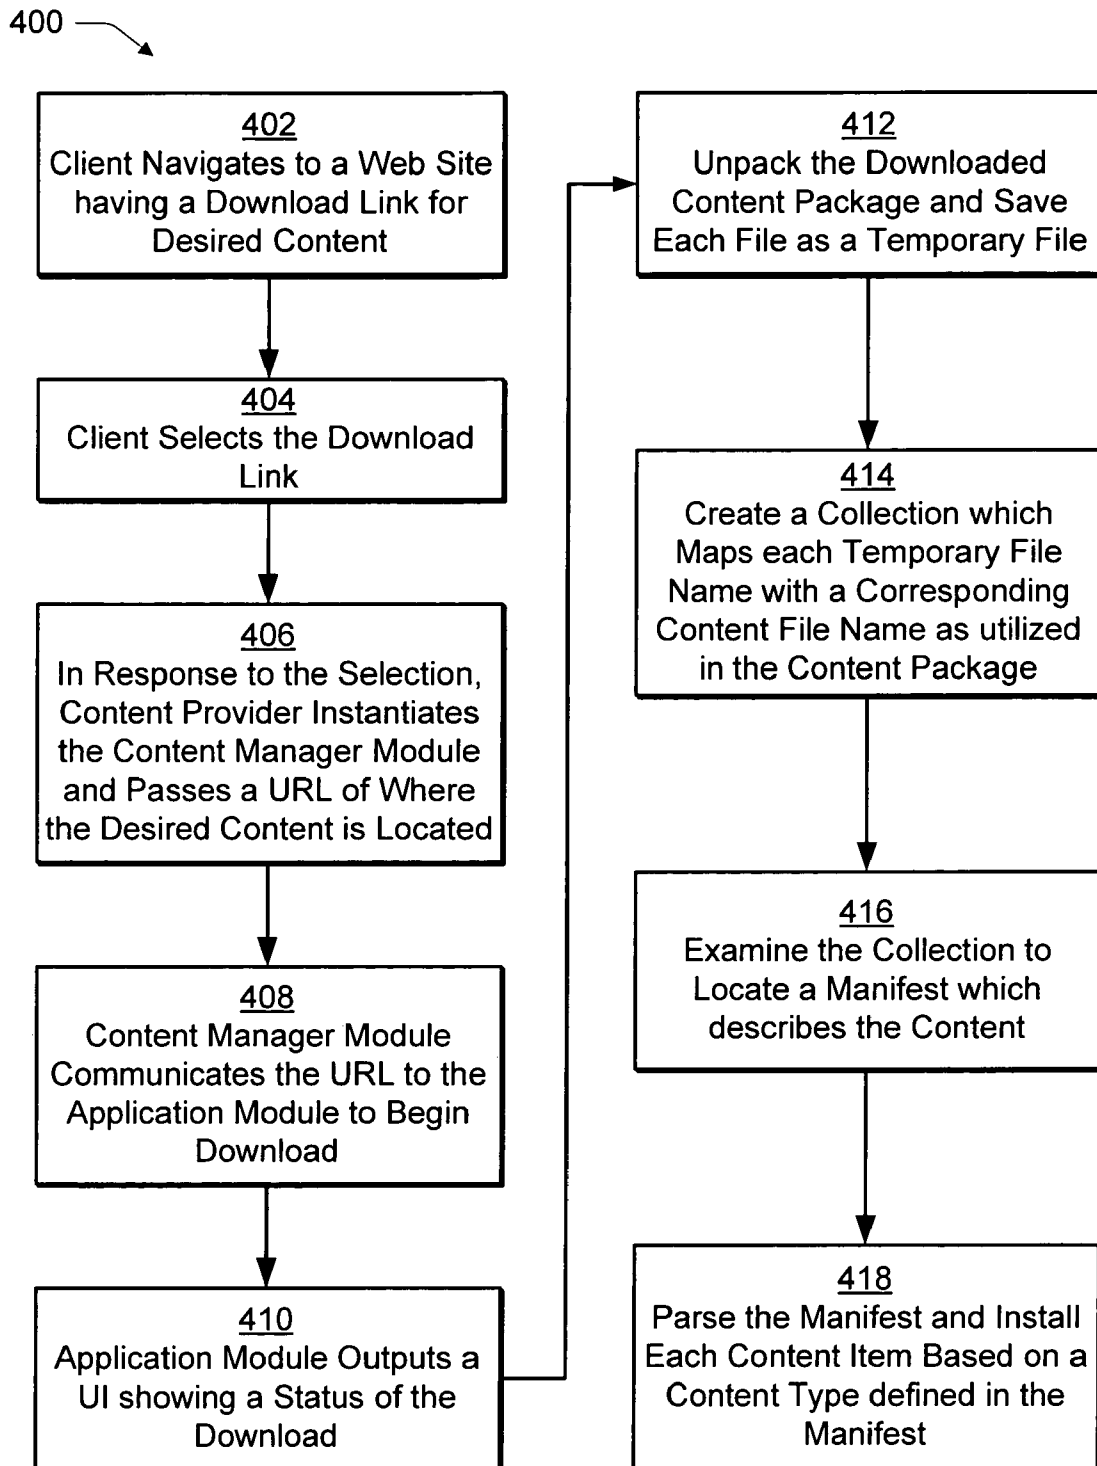 400
402
Client Navigates to a Web Site
having a Download Link for
Desired Content
404
Client Selects the Download
Link
406
In Response to the Selection,
Content Provider Instantiates
the Content Manager Module
and Passes a URL of Where
the Desired Content is Located
408
Content Manager Module
Communicates the URL to the
Application Module to Begin
Download
410
Application Module Outputs a
UI showing a Status of the
Download
412
Unpack the Downloaded
Content Package and Save
Each File as a Temporary File
414
Create a Collection which
Maps each Temporary File
Name with a Corresponding
Content File Name as utilized
in the Content Package
416
Examine the Collection to
Locate a Manifest which
describes the Content
418
Parse the Manifest and Install
Each Content Item Based on a
Content Type defined in the
Manifest